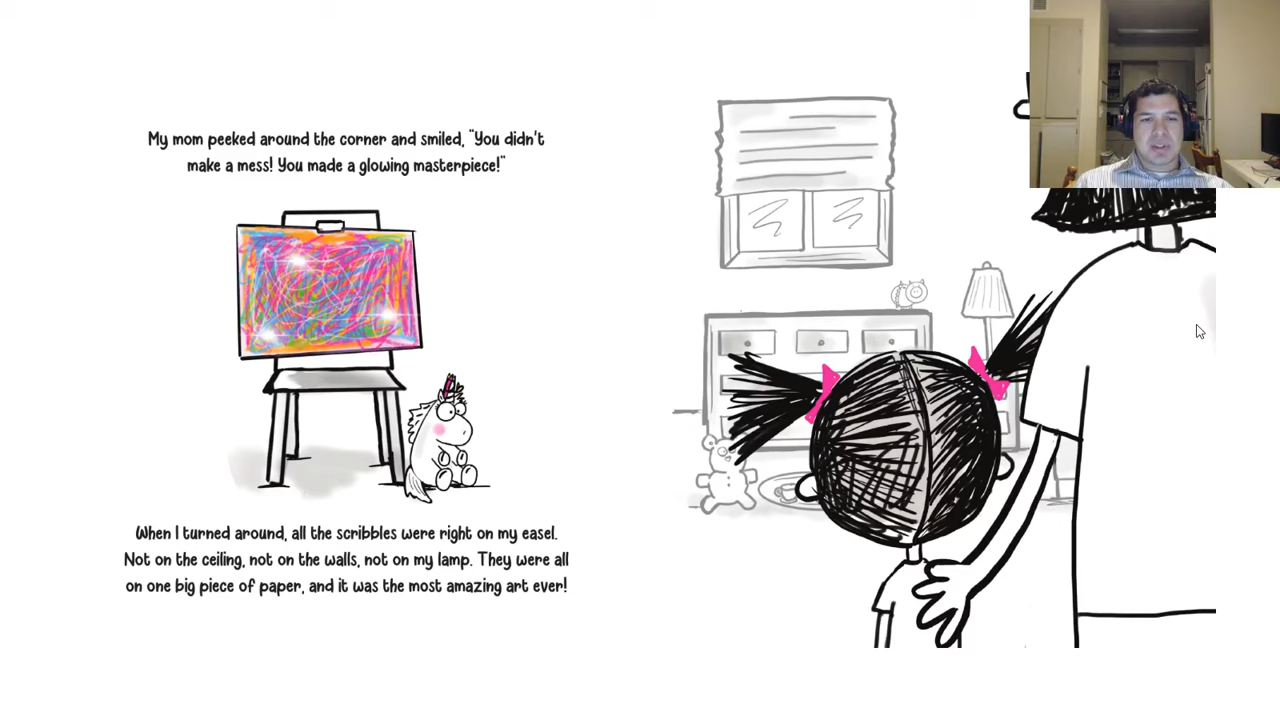 My mom peeked around the corner and smiled, "You didn't
make a mess! You made a glowing masterpiece!"
When I turned around, all the scribbles were right on my easel.
Not on the ceiling, not on the walls, not on my lamp. They were all
on one big piece of paper, and it was the most amazing art ever!